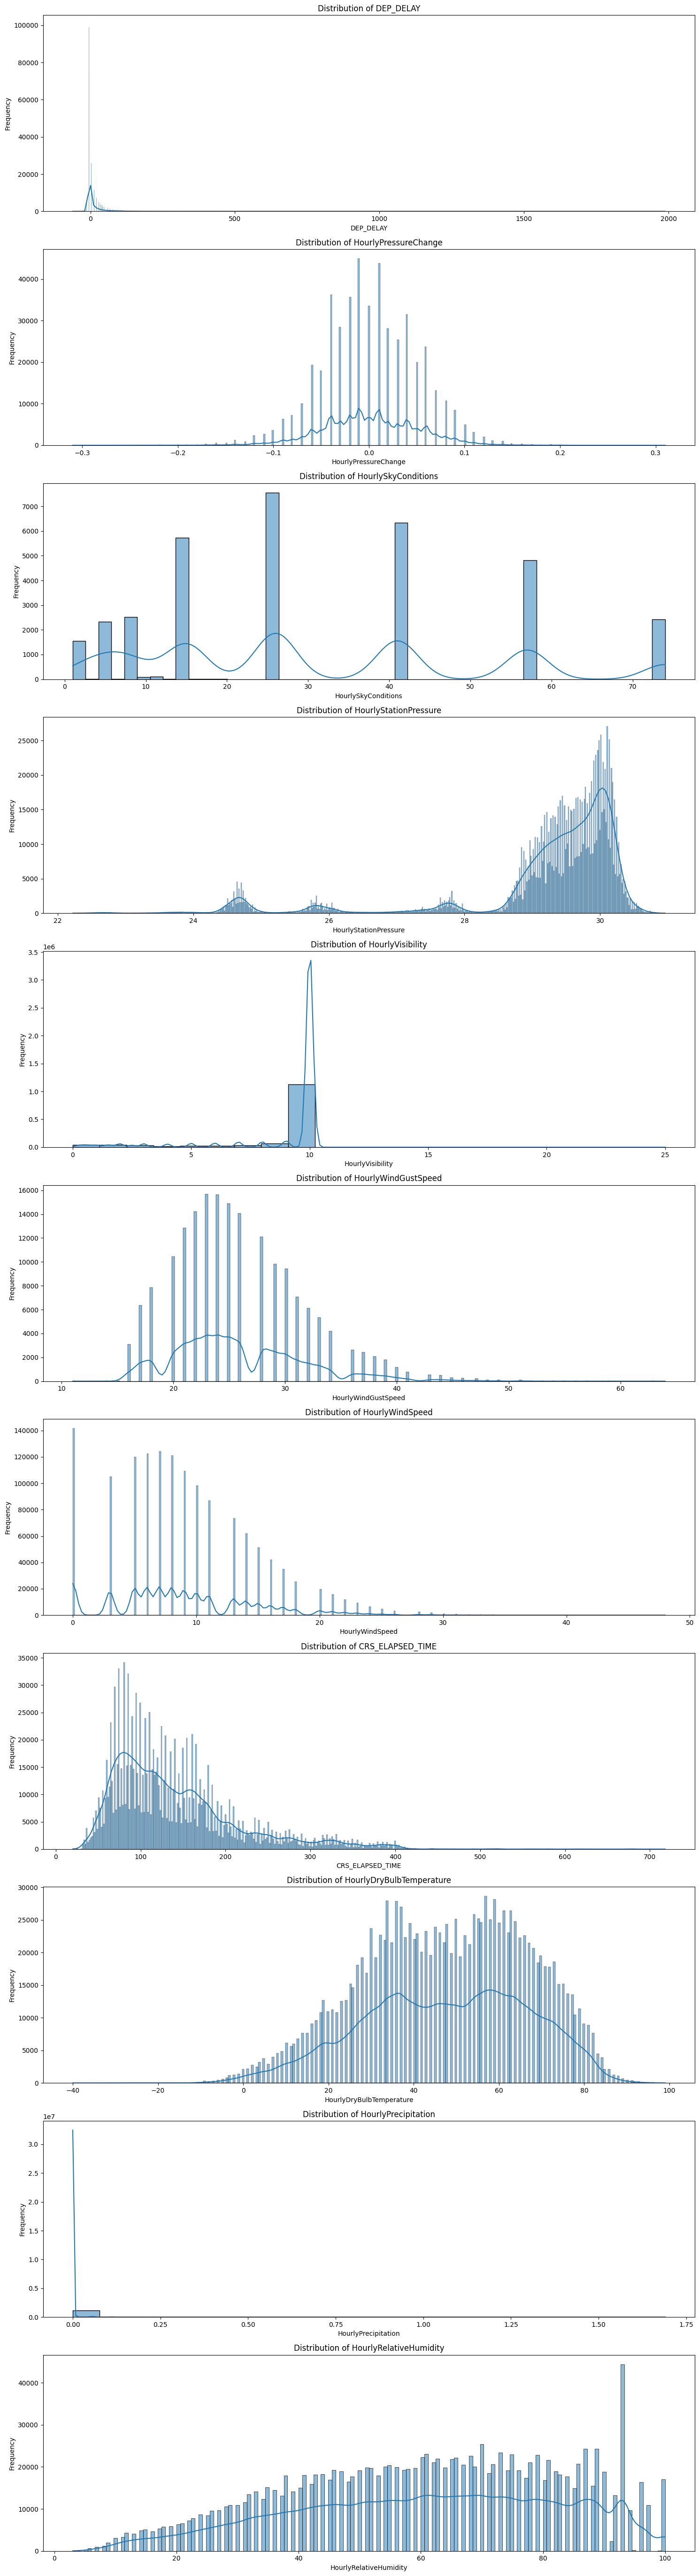 Distribution of DEP_DELAY
100000
80000
60000
40000
20000
0
Frequency
0 500 1000 1500 2000
DEP_DELAY
Distribution of HourlyPressureChange
40000
30000
20000
10000
0
Frequency
−0.3 −0.2 −0.1 0.0 0.1 0.2 0.3
HourlyPressureChange
Distribution of HourlySkyConditions
7000
6000
5000
4000
3000
2000
1000
0
Frequency
0 10 20 30 40 50 60 70
HourlySkyConditions
Distribution of HourlyStationPressure
25000
20000
15000
10000
5000
0
Frequency
22 24 26 28 30
HourlyStationPressure
1e6
Distribution of HourlyVisibility
3.5
3.0
2.5
2.0
1.5
1.0
0.5
0.0
Frequency
0 5 10 15 20 25
HourlyVisibility
Distribution of HourlyWindGustSpeed
16000
14000
12000
10000
8000
6000
4000
2000
0
Frequency
10 20 30 40 50 60
HourlyWindGustSpeed
Distribution of HourlyWindSpeed
140000
120000
100000
80000
60000
40000
20000
0
Frequency
0 10 20 30 40 50
HourlyWindSpeed
Distribution of CRS_ELAPSED_TIME
35000
30000
25000
20000
15000
10000
5000
0
Frequency
0 100 200 300 400 500 600 700
CRS_ELAPSED_TIME
Distribution of HourlyDryBulbTemperature
30000
25000
20000
15000
10000
5000
0
Frequency
−40 −20 0 20 40 60 80 100
HourlyDryBulbTemperature
1e7
Distribution of HourlyPrecipitation
3.0
2.5
2.0
1.5
1.0
0.5
0.0
Frequency
0.00 0.25 0.50 0.75 1.00 1.25 1.50 1.75
HourlyPrecipitation
Distribution of HourlyRelativeHumidity
40000
30000
20000
10000
0
Frequency
0 20 40 60 80 100
HourlyRelativeHumidity